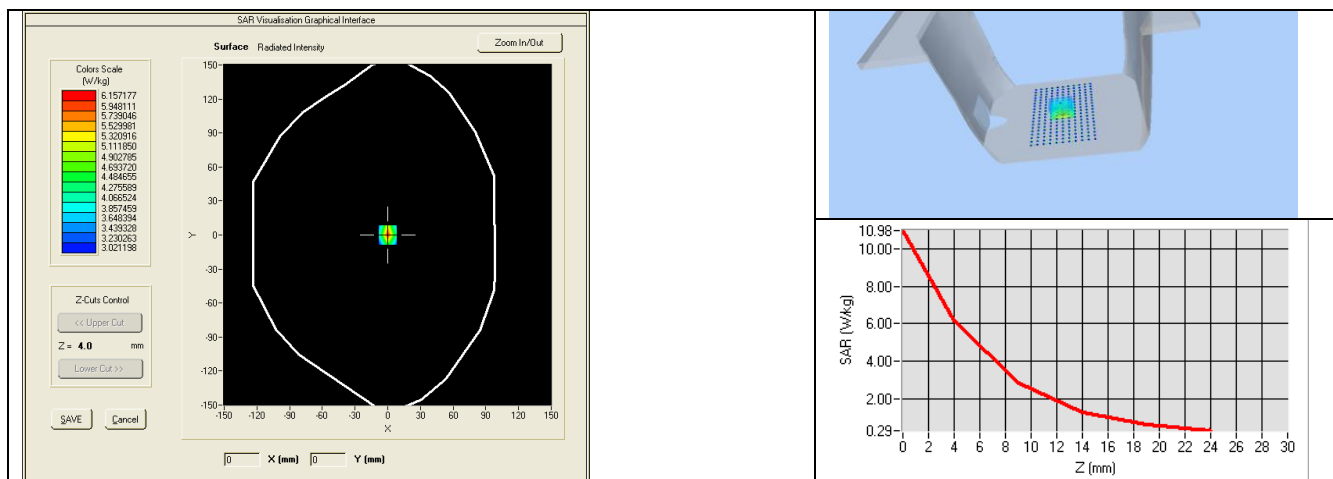 SAR Visualisation Graphical Interface
Surface Radiated Intensity
Zoom In/Out
Colors Scale
(W/kg)
6.157177
5.948111
5.739046
5.529981
5.320916
5.111850
4.902785
4.693720
4.484655
4.275589
4.066524
3.857459
3.648394
3.439328
3.230263
3.021198
Z-Cuts Control
<< Upper Cut
Z = 4.0 mm
Lower Cut >>
SAVE Cancel
150
120
90
60
30
0
-30
-60
-90
-120
-150
Y
-150 -120 -90 -60 -30 0 30 60 90 120 150
X
0 X (mm) 0 Y (mm)
10.98
10.00
8.00
6.00
4.00
2.00
0.29
SAR (W/kg)
0 2 4 6 8 10 12 14 16 18 20 22 24 26 28 30
Z (mm)